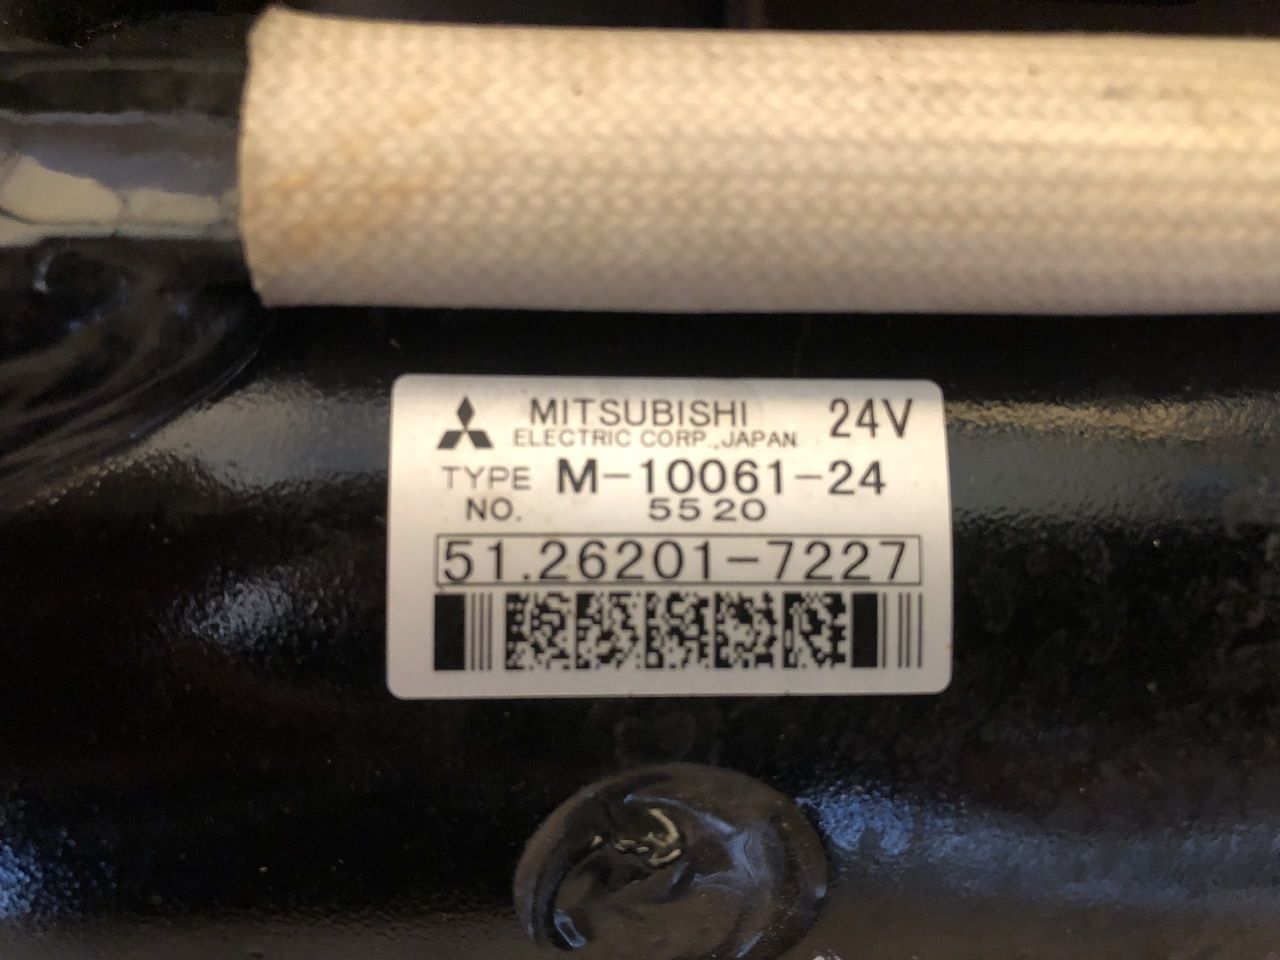 MITSUBISHI 24V
ELECTRIC CORP.,JAPAN
TYPE M-10061-24
NO. 5520
51.26201-7227